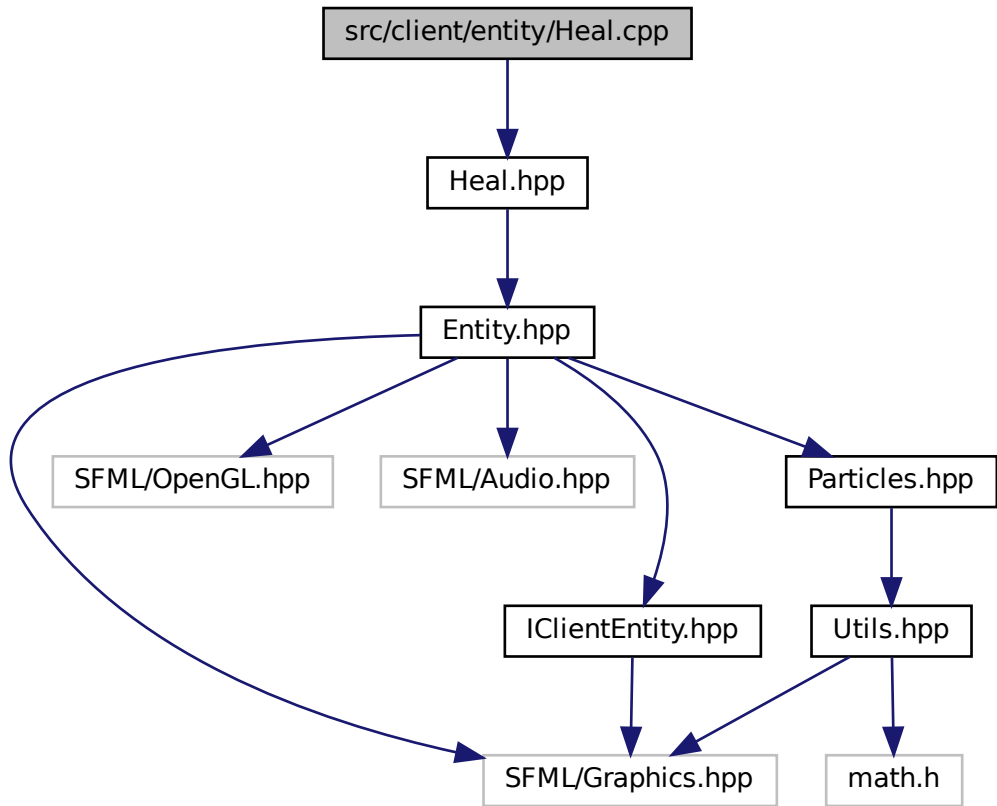 src/client/entity/Heal.cpp
Heal.hpp
Entity.hpp
SFML/OpenGL.hpp
SFML/Audio.hpp
Particles.hpp
IClientEntity.hpp
Utils.hpp
SFML/Graphics.hpp
math.h